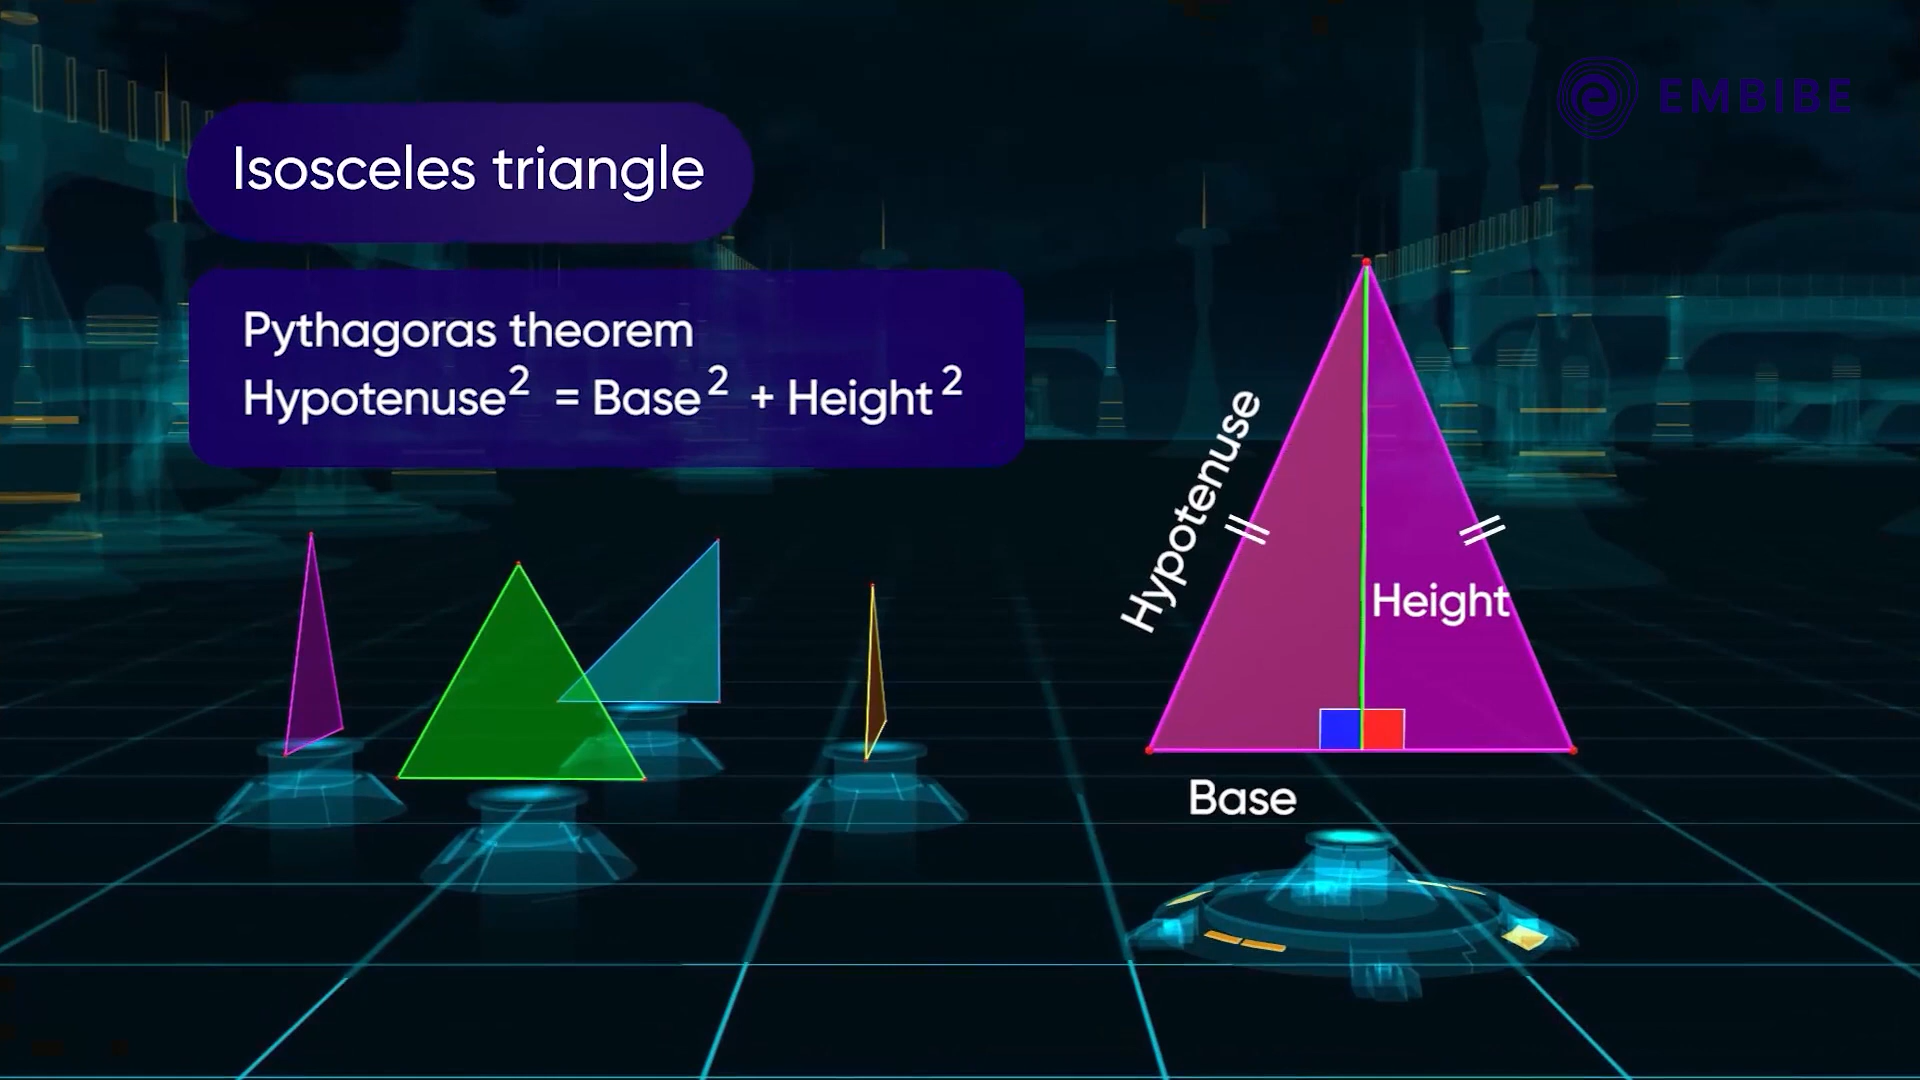 EMBIBE
Isosceles triangle
Pythagoras theorem
Hypotenuse² = Base² + Height²
Hypotenuse
Height
Base